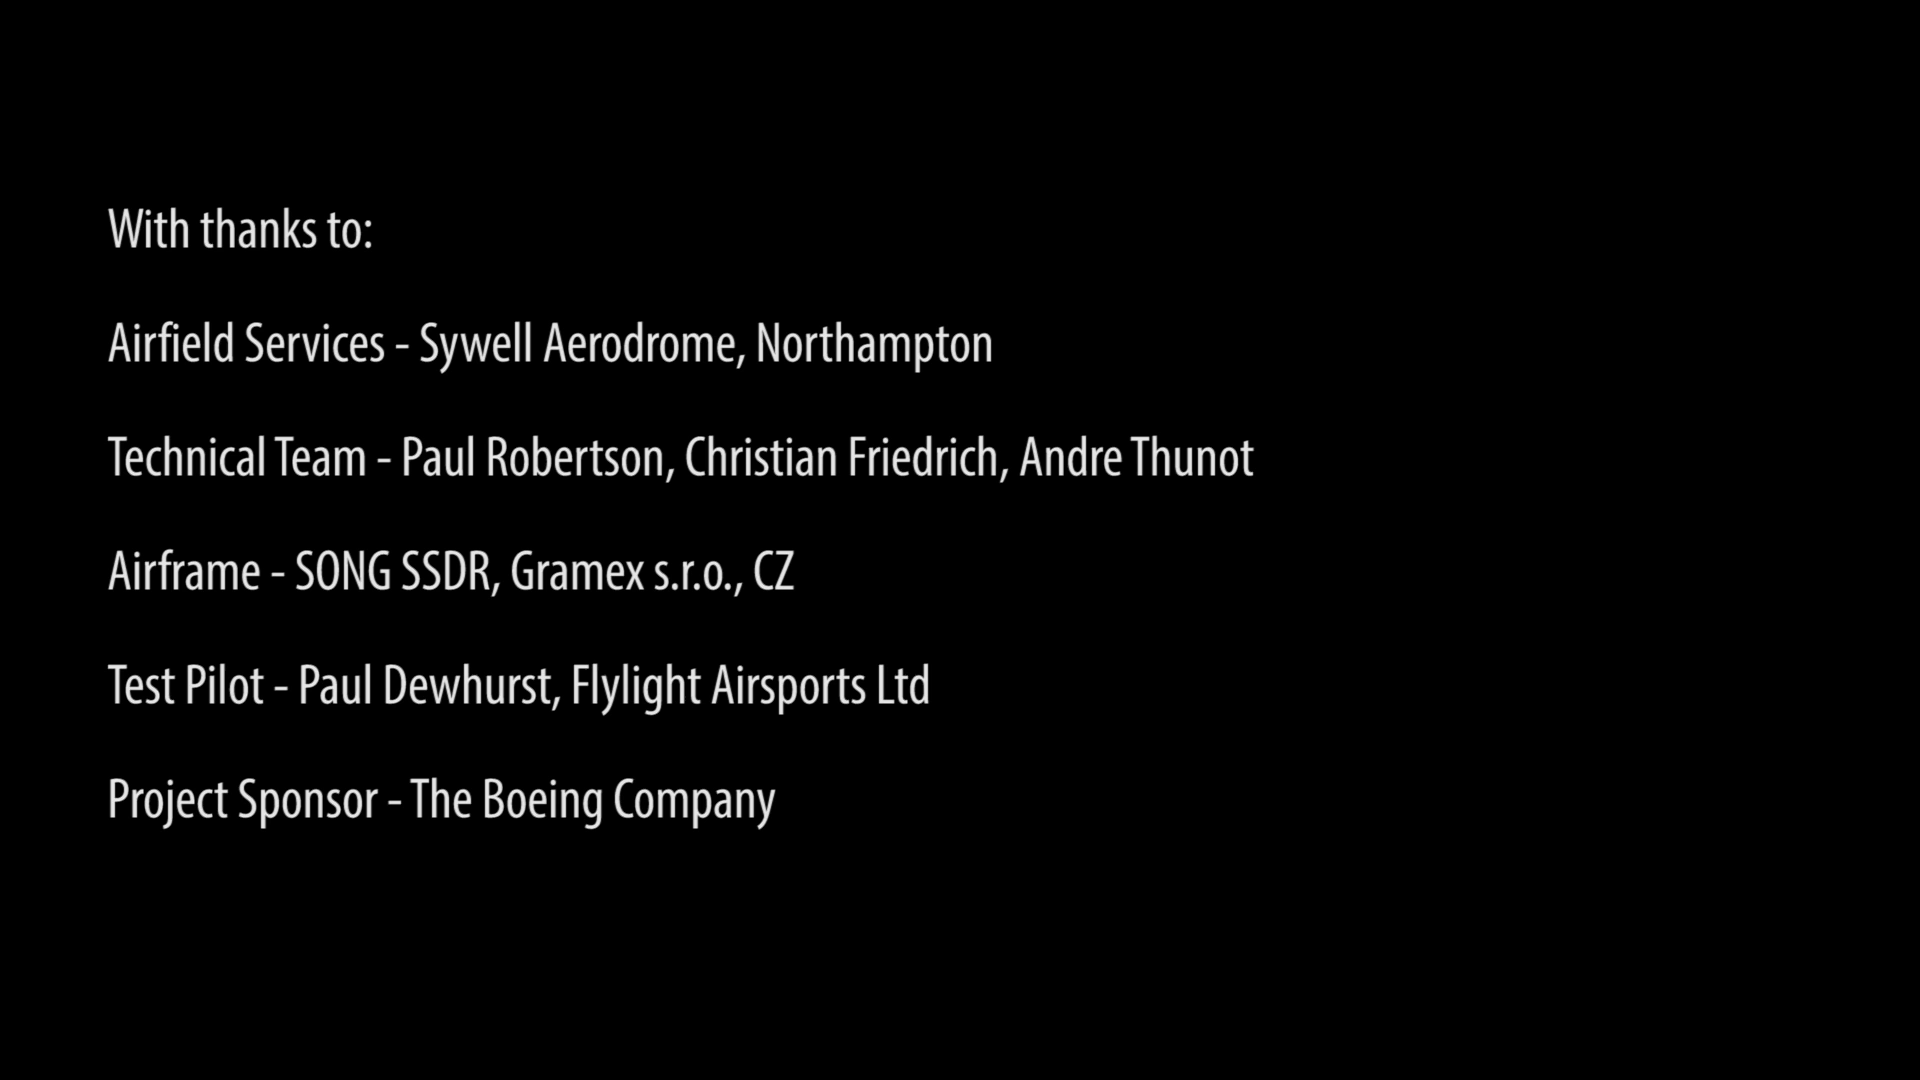 With thanks to:
Airfield Services - Sywell Aerodrome, Northampton
Technical Team - Paul Robertson, Christian Friedrich, Andre Thunot
Airframe - SONG SSDR, Gramex s.r.o., CZ
Test Pilot - Paul Dewhurst, Flylight Airsports Ltd
Project Sponsor - The Boeing Company